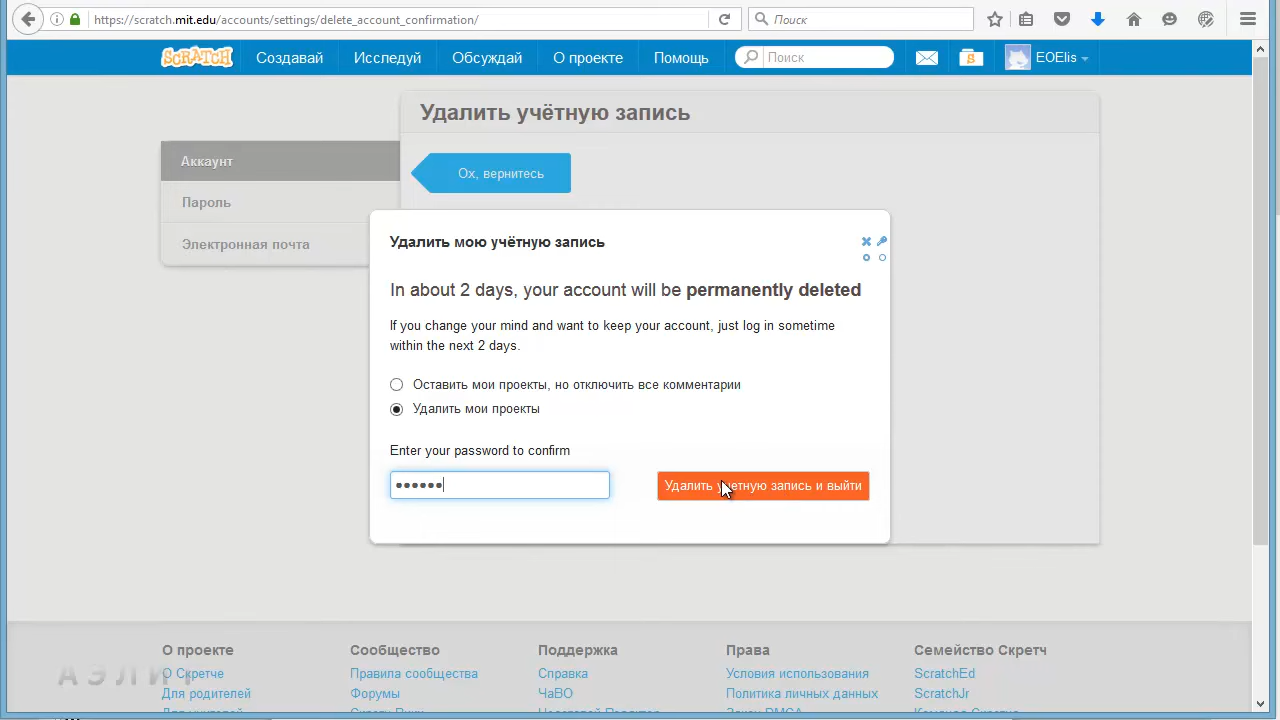 https://scratch.mit.edu/accounts/settings/delete_account_confirmation/
Поиск
SCRATCH
Создавай
Исследуй
Обсуждай
О проекте
Помощь
Поиск
S
EOElis
Удалить учётную запись
Аккаунт
Пароль
Электронная почта
Ох, вернитесь
Удалить мою учётную запись
In about 2 days, your account will be permanently deleted
If you change your mind and want to keep your account, just log in sometime
within the next 2 days.
Оставить мои проекты, но отключить все комментарии
Удалить мои проекты
Enter your password to confirm
••••••
Удалить учетную запись и выйти
О проекте
Сообщество
Поддержка
Права
Семейство Скретч
О Скретче
Правила сообщества
Справка
Условия использования
ScratchEd
Для родителей
Форумы
ЧаВО
Политика личных данных
ScratchJr